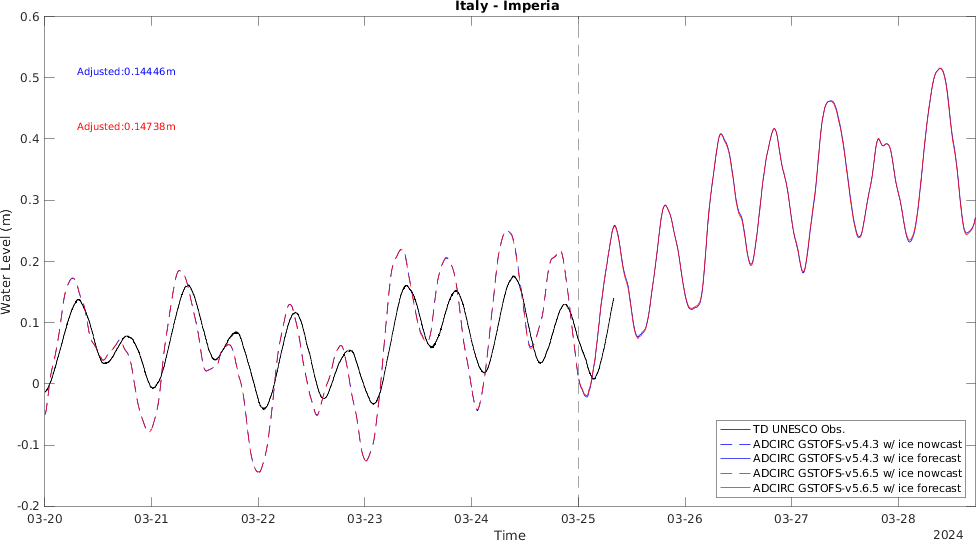 Italy - Imperia
0.6
0.5
0.4
0.3
0.2
0.1
0
-0.1
-0.2
Water Level (m)
Adjusted:0.14446m
Adjusted:0.14738m
TD UNESCO Obs.
ADCIRC GSTOFS-v5.4.3 w/ ice nowcast
ADCIRC GSTOFS-v5.4.3 w/ ice forecast
ADCIRC GSTOFS-v5.6.5 w/ ice nowcast
ADCIRC GSTOFS-v5.6.5 w/ ice forecast
03-20 03-21 03-22 03-23 03-24 03-25 03-26 03-27 03-28
Time
2024